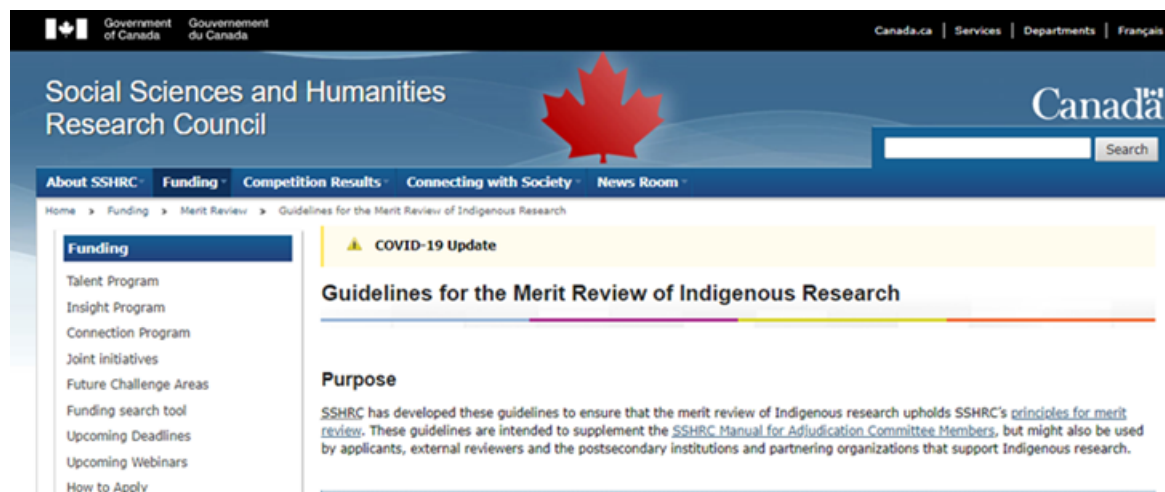 Government of Canada
Gouvernement du Canada
Canada.ca | Services | Departments | Français
Social Sciences and Humanities
Research Council
Canada
Search
About SSHRC Funding Competition Results Connecting with Society News Room
Home > Funding > Merit Review > Guidelines for the Merit Review of Indigenous Research
Funding
Talent Program
Insight Program
Connection Program
Joint initiatives
Future Challenge Areas
Funding search tool
Upcoming Deadlines
Upcoming Webinars
How to Apply
COVID-19 Update
Guidelines for the Merit Review of Indigenous Research
Purpose
SSHRC has developed these guidelines to ensure that the merit review of Indigenous research upholds SSHRC's principles for merit
review. These guidelines are intended to supplement the SSHRC Manual for Adjudication Committee Members, but might also be used
by applicants, external reviewers and the postsecondary institutions and partnering organizations that support Indigenous research.